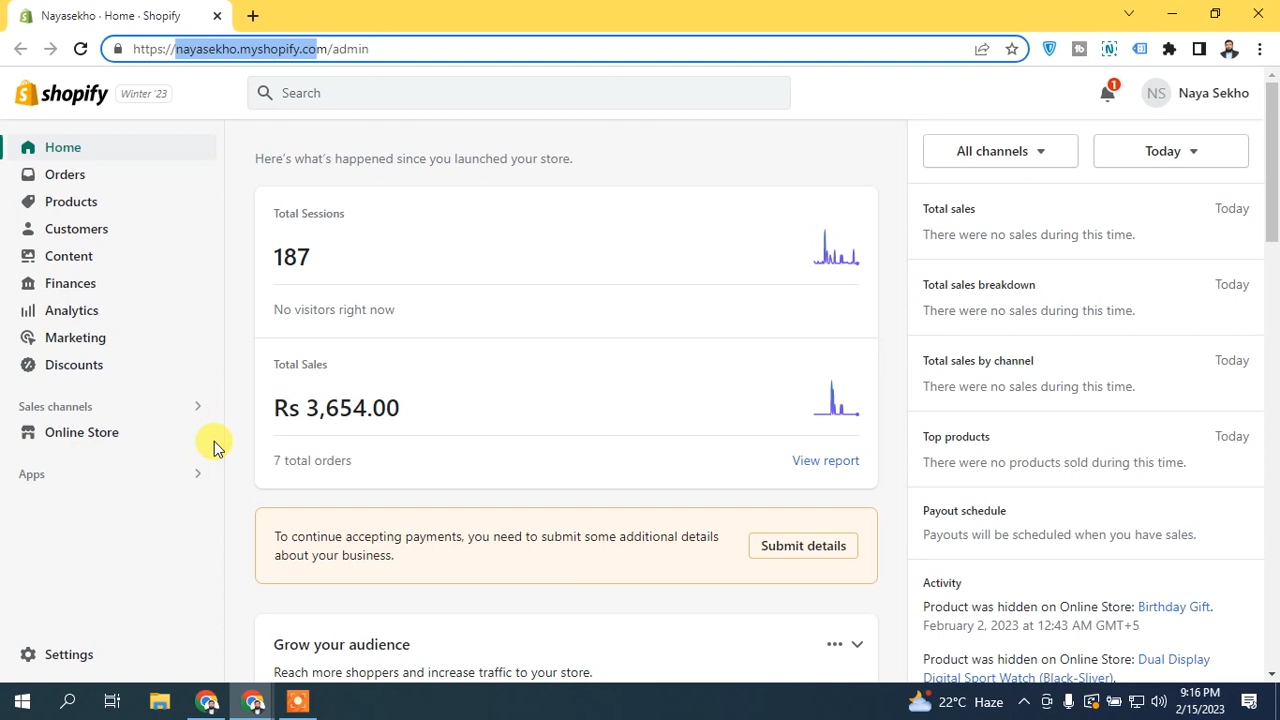 Nayasekho · Home · Shopify
https://nayasekho.myshopify.com/admin
shopify
Winter '23
Search
1
NS
Naya Sekho
Home
Orders
Products
Customers
Content
Finances
Analytics
Marketing
Discounts
Sales channels
Online Store
Apps
Settings
Here's what's happened since you launched your store.
Total Sessions
187
No visitors right now
Total Sales
Rs 3,654.00
7 total orders
View report
To continue accepting payments, you need to submit some additional details
about your business.
Submit details
Grow your audience
Reach more shoppers and increase traffic to your store.
All channels
Today
Total sales
Today
There were no sales during this time.
Total sales breakdown
Today
There were no sales during this time.
Total sales by channel
Today
There were no sales during this time.
Top products
Today
There were no products sold during this time.
Payout schedule
Payouts will be scheduled when you have sales.
Activity
Product was hidden on Online Store: Birthday Gift.
February 2, 2023 at 12:43 AM GMT+5
Product was hidden on Online Store: Dual Display
Digital Sport Watch (Black-Sliver).
22°C Haze
9:16 PM
2/15/2023